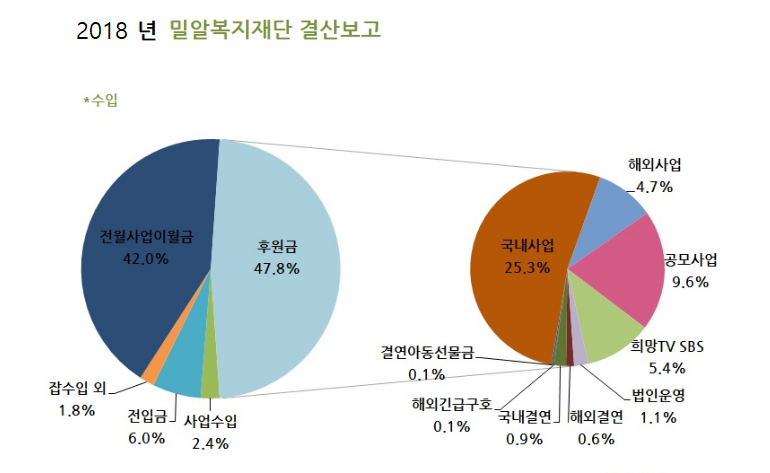 2018 년 밀알복지재단 결산보고
*수입
전월사업이월금
42.0%
후원금
47.8%
잡수입 외
1.8%
전입금
6.0%
사업수입
2.4%
해외사업
4.7%
국내사업
25.3%
공모사업
9.6%
희망TV SBS
5.4%
결연아동선물금
0.1%
해외긴급구호
0.1%
국내결연
0.9%
해외결연
0.6%
법인운영
1.1%